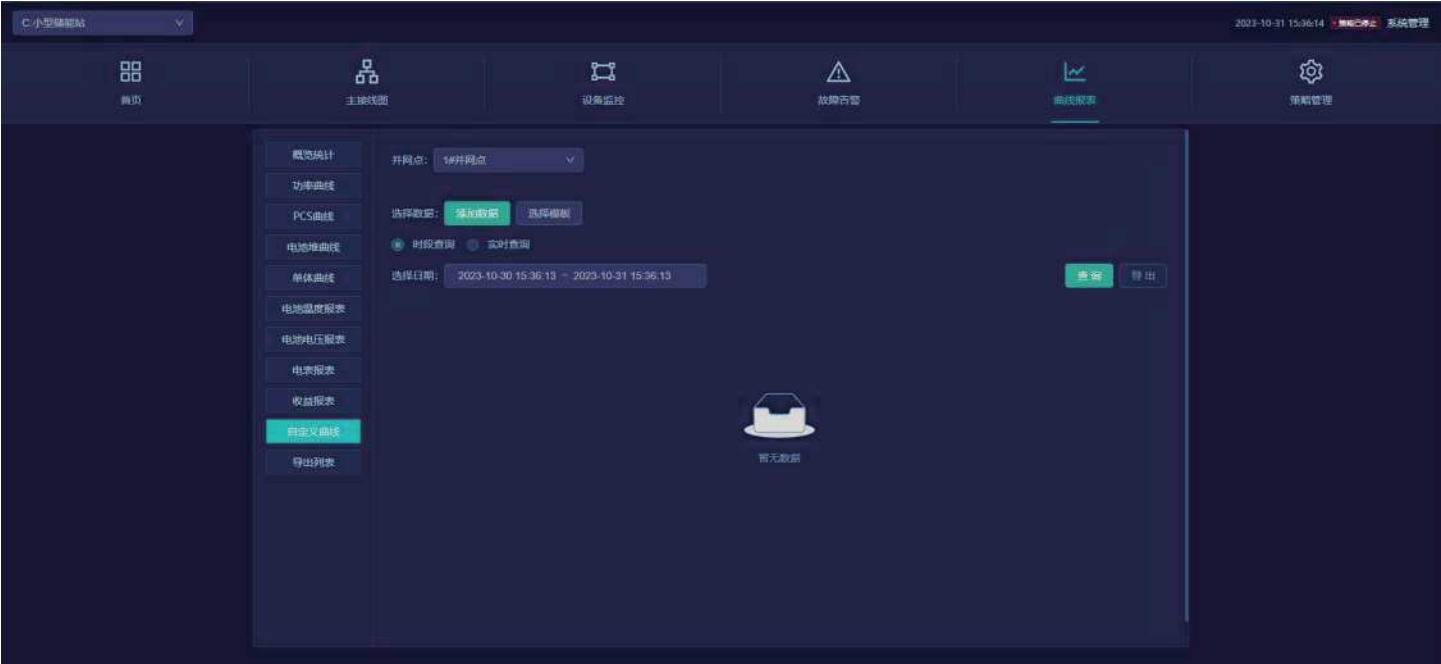 C:小型储能站
2023-10-31 15:36:14 策略已停止 系统管理
首页 主接线图 设备监控 故障告警 曲线报表 策略管理
概览统计
功率曲线
PCS曲线
电池堆曲线
单体曲线
电池温度报表
电池电压报表
电表报表
收益报表
自定义曲线
导出列表
并网点: 1#并网点
选择数据: 添加数据 选择模板
时段查询 实时查询
选择日期: 2023-10-30 15:36:13 ~ 2023-10-31 15:36:13 查询 导出
暂无数据